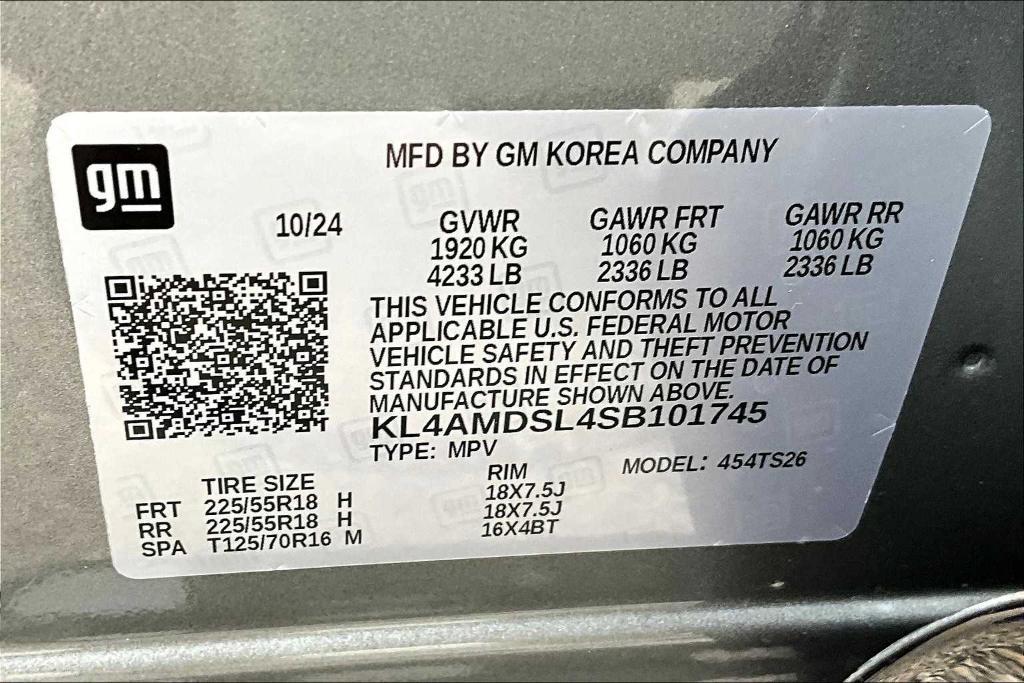 gm
MFD BY GM KOREA COMPANY
10/24 GVWR GAWR FRT GAWR RR
1920 KG 1060 KG 1060 KG
4233 LB 2336 LB 2336 LB
THIS VEHICLE CONFORMS TO ALL
APPLICABLE U.S. FEDERAL MOTOR
VEHICLE SAFETY AND THEFT PREVENTION
STANDARDS IN EFFECT ON THE DATE OF
MANUFACTURE SHOWN ABOVE.
KL4AMDSL4SB101745
TYPE: MPV
MODEL: 454TS26
TIRE SIZE RIM
FRT 225/55R18 H 18X7.5J
RR 225/55R18 H 18X7.5J
SPA T125/70R16 M 16X4BT